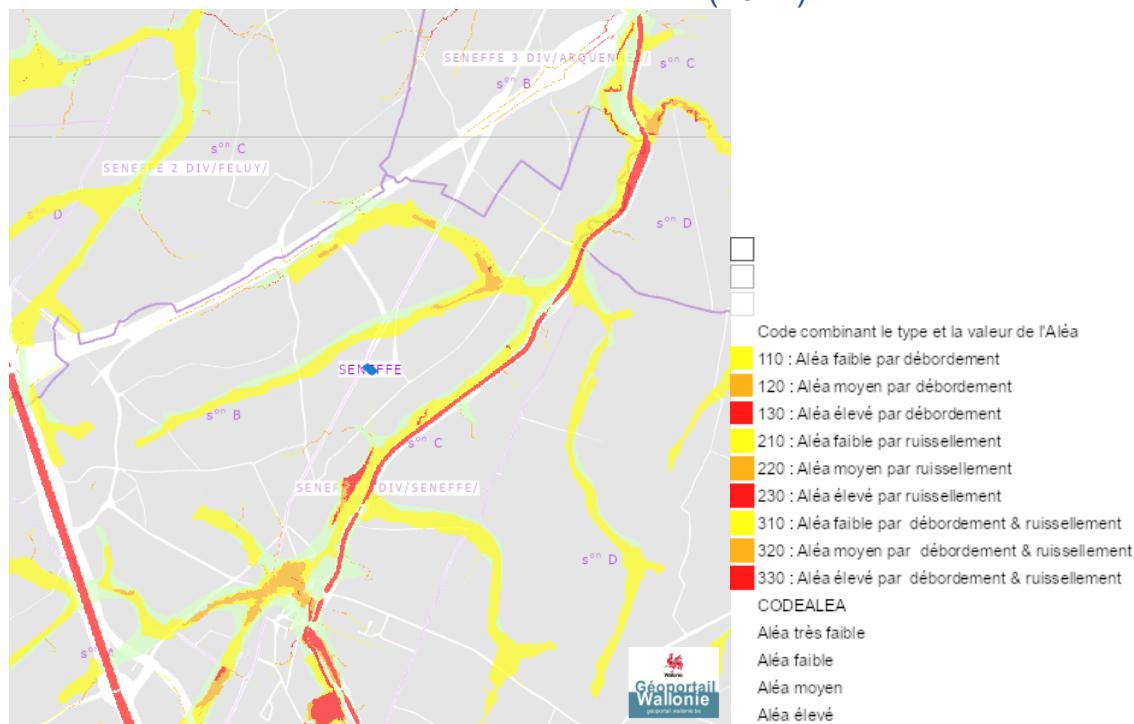 SENEFFE 3 DIV/ARQUENNES/
sᵒⁿ B
sᵒⁿ C
sᵒⁿ B
sᵒⁿ C
SENEFFE 2 DIV/FELUY/
sᵒⁿ D
sᵒⁿ D
SENEFFE
sᵒⁿ B
sᵒⁿ C
DIV/SENEFFE/
sᵒⁿ D
Wallonie
Géoportail
Wallonie
geoportail.wallonie.be
Code combinant le type et la valeur de l'Aléa
110 : Aléa faible par débordement
120 : Aléa moyen par débordement
130 : Aléa élevé par débordement
210 : Aléa faible par ruissellement
220 : Aléa moyen par ruissellement
230 : Aléa élevé par ruissellement
310 : Aléa faible par débordement & ruissellement
320 : Aléa moyen par débordement & ruissellement
330 : Aléa élevé par débordement & ruissellement
CODEALEA
Aléa très faible
Aléa faible
Aléa moyen
Aléa élevé